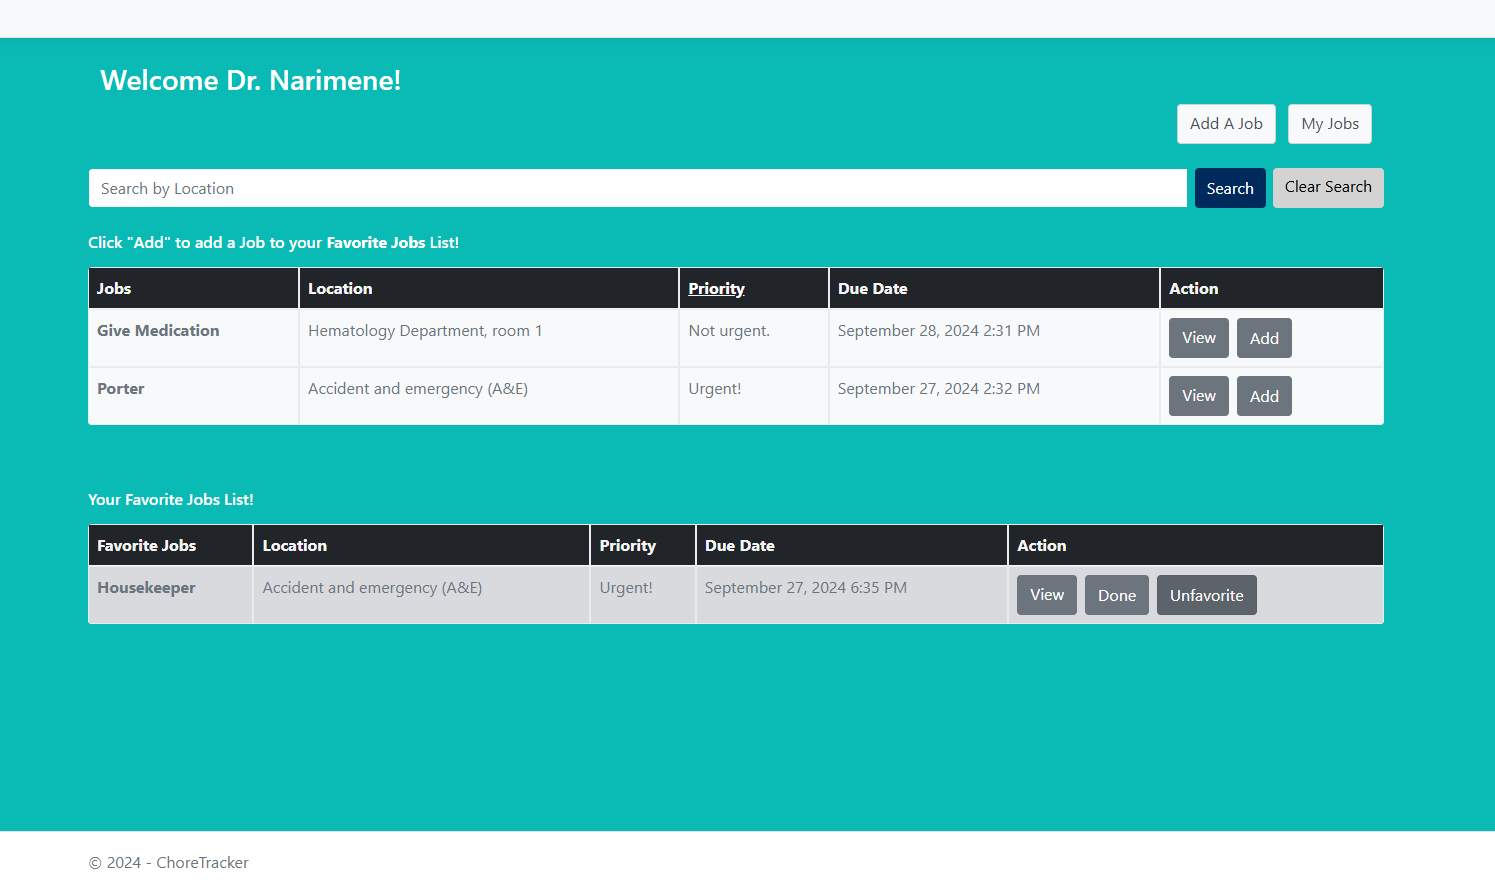 Welcome Dr. Narimene!
Add A Job My Jobs
Search by Location Search Clear Search
Click "Add" to add a Job to your Favorite Jobs List!
Jobs Location Priority Due Date Action
Give Medication Hematology Department, room 1 Not urgent. September 28, 2024 2:31 PM View Add
Porter Accident and emergency (A&E) Urgent! September 27, 2024 2:32 PM View Add
Your Favorite Jobs List!
Favorite Jobs Location Priority Due Date Action
Housekeeper Accident and emergency (A&E) Urgent! September 27, 2024 6:35 PM View Done Unfavorite
© 2024 - ChoreTracker